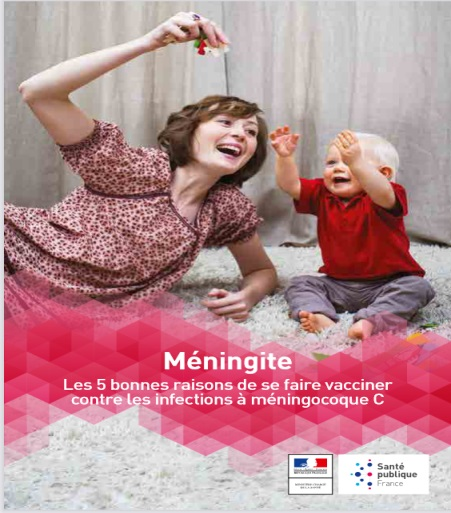 Méningite
Les 5 bonnes raisons de se faire vacciner
contre les infections à méningocoque C
Santé
publique
France